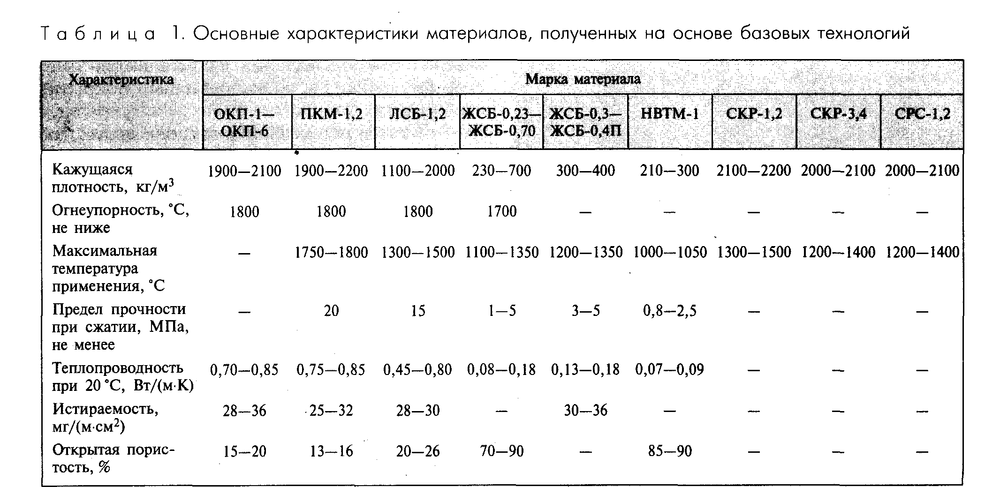 Таблица 1. Основные характеристики материалов, полученных на основе базовых технологий
Характеристика Марка материала
ОКП-1— ПКМ-1,2 ЛСБ-1,2 ЖСБ-0,23— ЖСБ-0,3— НВТМ-1 СКР-1,2 СКР-3,4 СРС-1,2
ОКП-6 ЖСБ-0,70 ЖСБ-0,4П
Кажущаяся 1900—2100 1900—2200 1100—2000 230—700 300—400 210—300 2100—2200 2000—2100 2000—2100
плотность, кг/м³
Огнеупорность, °С, 1800 1800 1800 1700 — — — — —
не ниже
Максимальная — 1750—1800 1300—1500 1100—1350 1200—1350 1000—1050 1300—1500 1200—1400 1200—1400
температура
применения, °С
Предел прочности — 20 15 1—5 3—5 0,8—2,5 — — —
при сжатии, МПа,
не менее
Теплопроводность 0,70—0,85 0,75—0,85 0,45—0,80 0,08—0,18 0,13—0,18 0,07—0,09 — — —
при 20 °С, Вт/(м·К)
Истираемость, 28—36 25—32 28—30 — 30—36 — — — —
мг/(м·см²)
Открытая порис- 15—20 13—16 20—26 70—90 — 85—90 — — —
тость, %